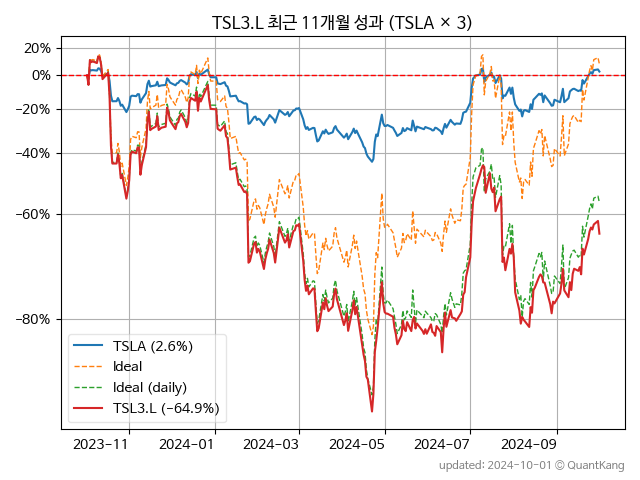 TSL3.L 최근 11개월 성과 (TSLA × 3)
20%
0%
−20%
−40%
−60%
−80%
TSLA (2.6%)
Ideal
Ideal (daily)
TSL3.L (−64.9%)
2023−11
2024−01
2024−03
2024−05
2024−07
2024−09
updated: 2024-10-01 © QuantKang